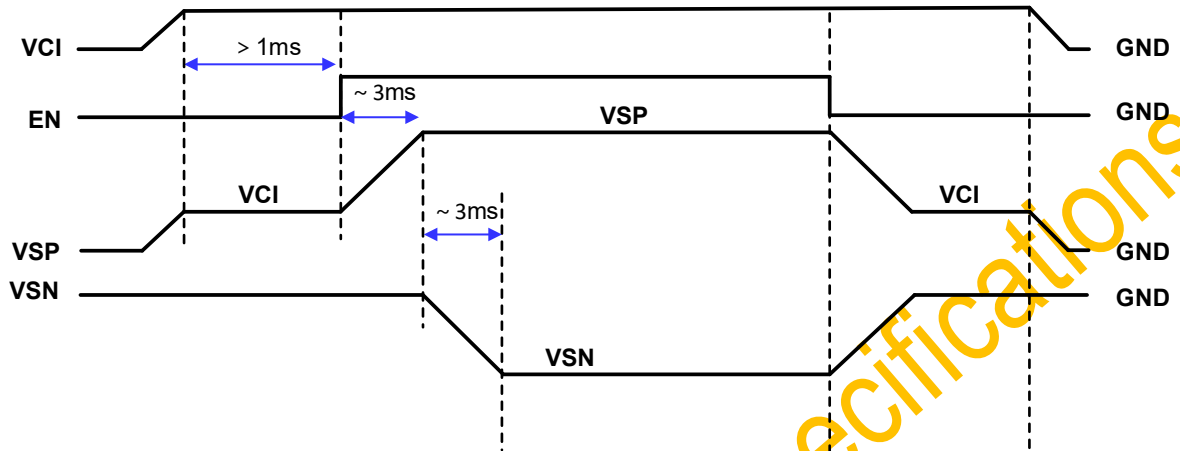 VCI
> 1ms
GND
EN
~ 3ms
GND
VSP
VCI
VCI
~ 3ms
VSP
GND
VSN
GND
VSN
ecifications